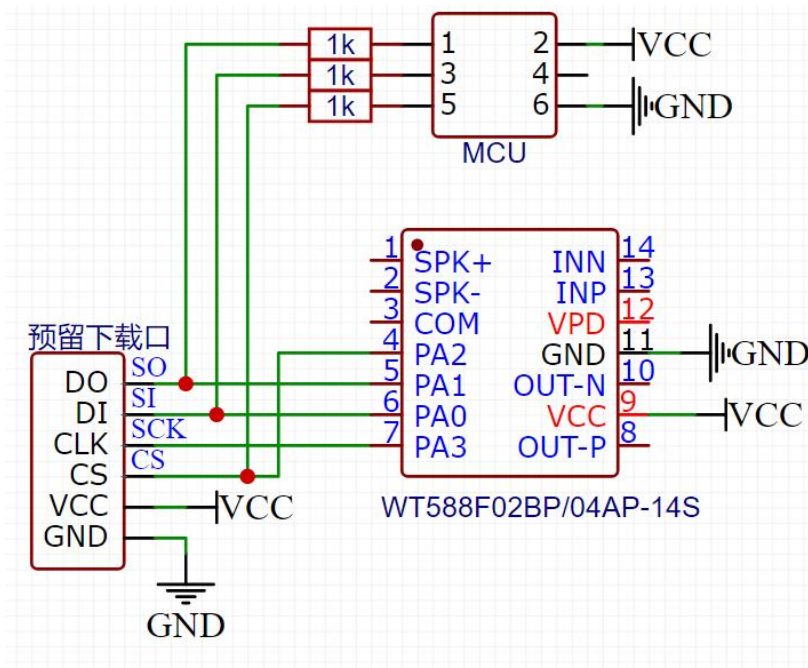 1k 1 2 VCC
1k 3 4
1k 5 6 GND
MCU
1 SPK+ INN 14
2 SPK- INP 13
3 COM VPD 12
4 PA2 GND 11 GND
5 PA1 OUT-N 10
6 PA0 VCC 9 VCC
7 PA3 OUT-P 8
WT588F02BP/04AP-14S
预留下载口
DO SO
DI SI
CLK SCK
CS CS
VCC VCC
GND
GND